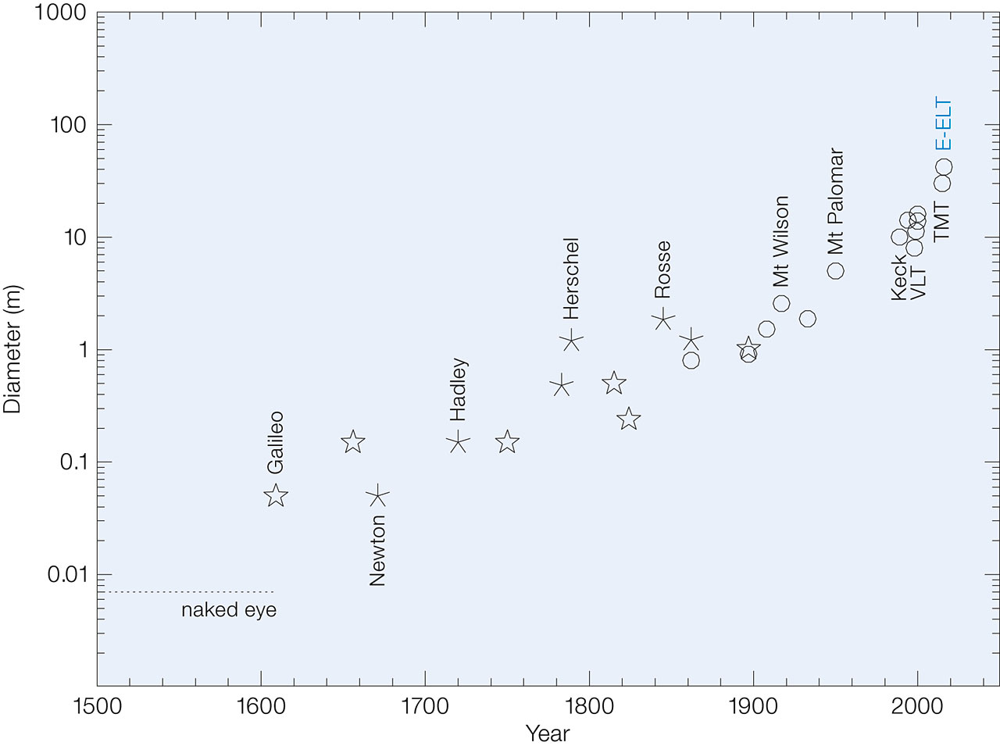 1000
100
10
1
0.1
0.01
Diameter (m)
E-ELT
TMT
Mt Palomar
Mt Wilson
Keck
VLT
Rosse
Herschel
Hadley
Galileo
Newton
naked eye
1500
1600
1700
1800
1900
2000
Year